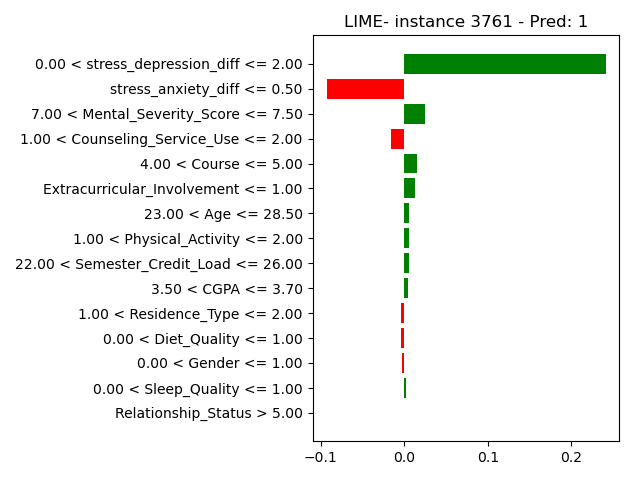 LIME- instance 3761 - Pred: 1
0.00 < stress_depression_diff <= 2.00
stress_anxiety_diff <= 0.50
7.00 < Mental_Severity_Score <= 7.50
1.00 < Counseling_Service_Use <= 2.00
4.00 < Course <= 5.00
Extracurricular_Involvement <= 1.00
23.00 < Age <= 28.50
1.00 < Physical_Activity <= 2.00
22.00 < Semester_Credit_Load <= 26.00
3.50 < CGPA <= 3.70
1.00 < Residence_Type <= 2.00
0.00 < Diet_Quality <= 1.00
0.00 < Gender <= 1.00
0.00 < Sleep_Quality <= 1.00
Relationship_Status > 5.00
−0.1 0.0 0.1 0.2